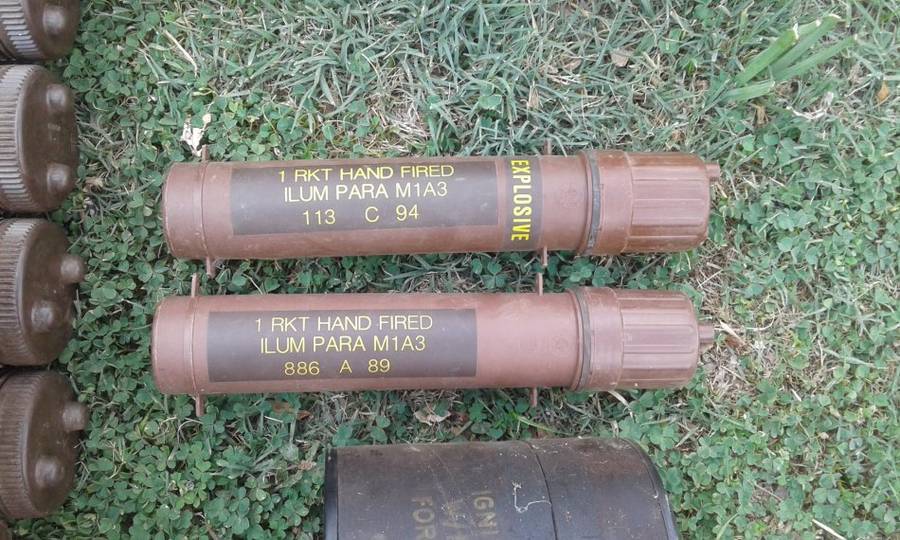 1 RKT HAND FIRED
ILUM PARA M1A3
113 C 94
EXPLOSIVE
1 RKT HAND FIRED
ILUM PARA M1A3
886 A 89
FOR